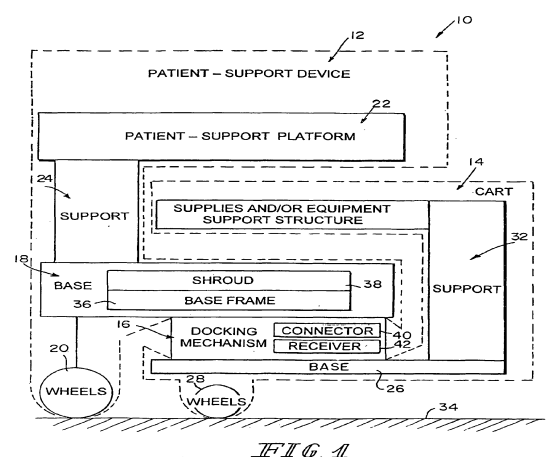 10
12
PATIENT – SUPPORT DEVICE
22
PATIENT – SUPPORT PLATFORM
14
CART
24
SUPPORT
SUPPLIES AND/OR EQUIPMENT
SUPPORT STRUCTURE
32
SUPPORT
18
BASE
SHROUD
38
36
BASE FRAME
16
DOCKING
MECHANISM
CONNECTOR
40
RECEIVER
42
20
WHEELS
BASE
26
28
WHEELS
34
FIG. 1